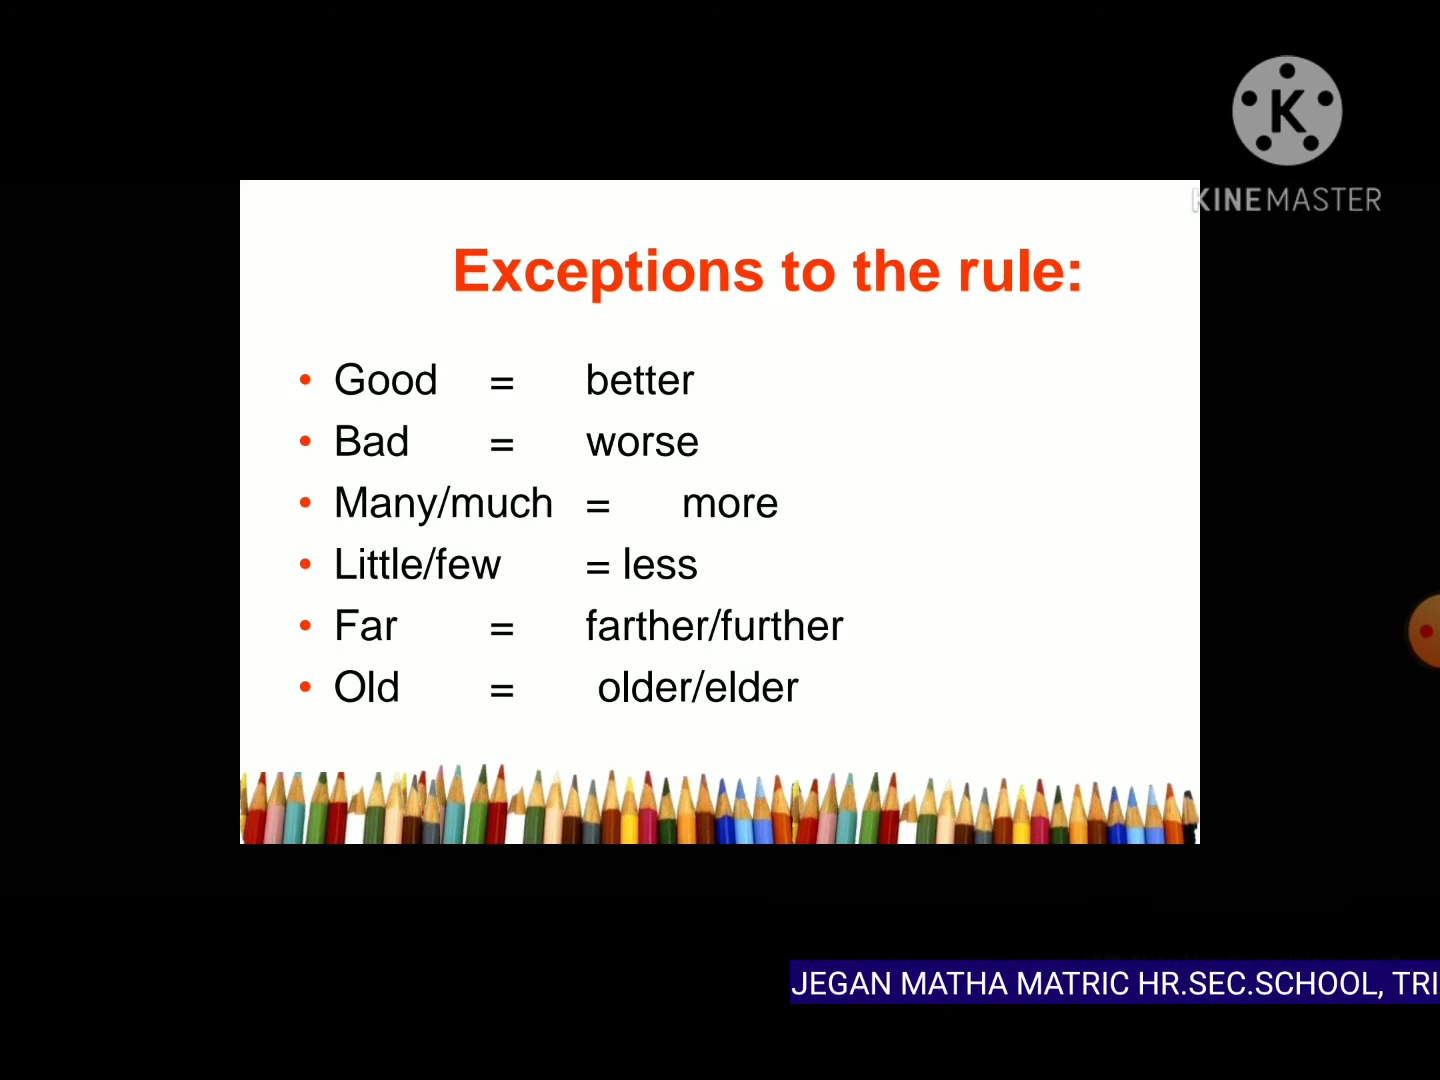 K
KINEMASTER
Exceptions to the rule:
• Good = better
• Bad = worse
• Many/much = more
• Little/few = less
• Far = farther/further
• Old = older/elder
JEGAN MATHA MATRIC HR.SEC.SCHOOL, TRI